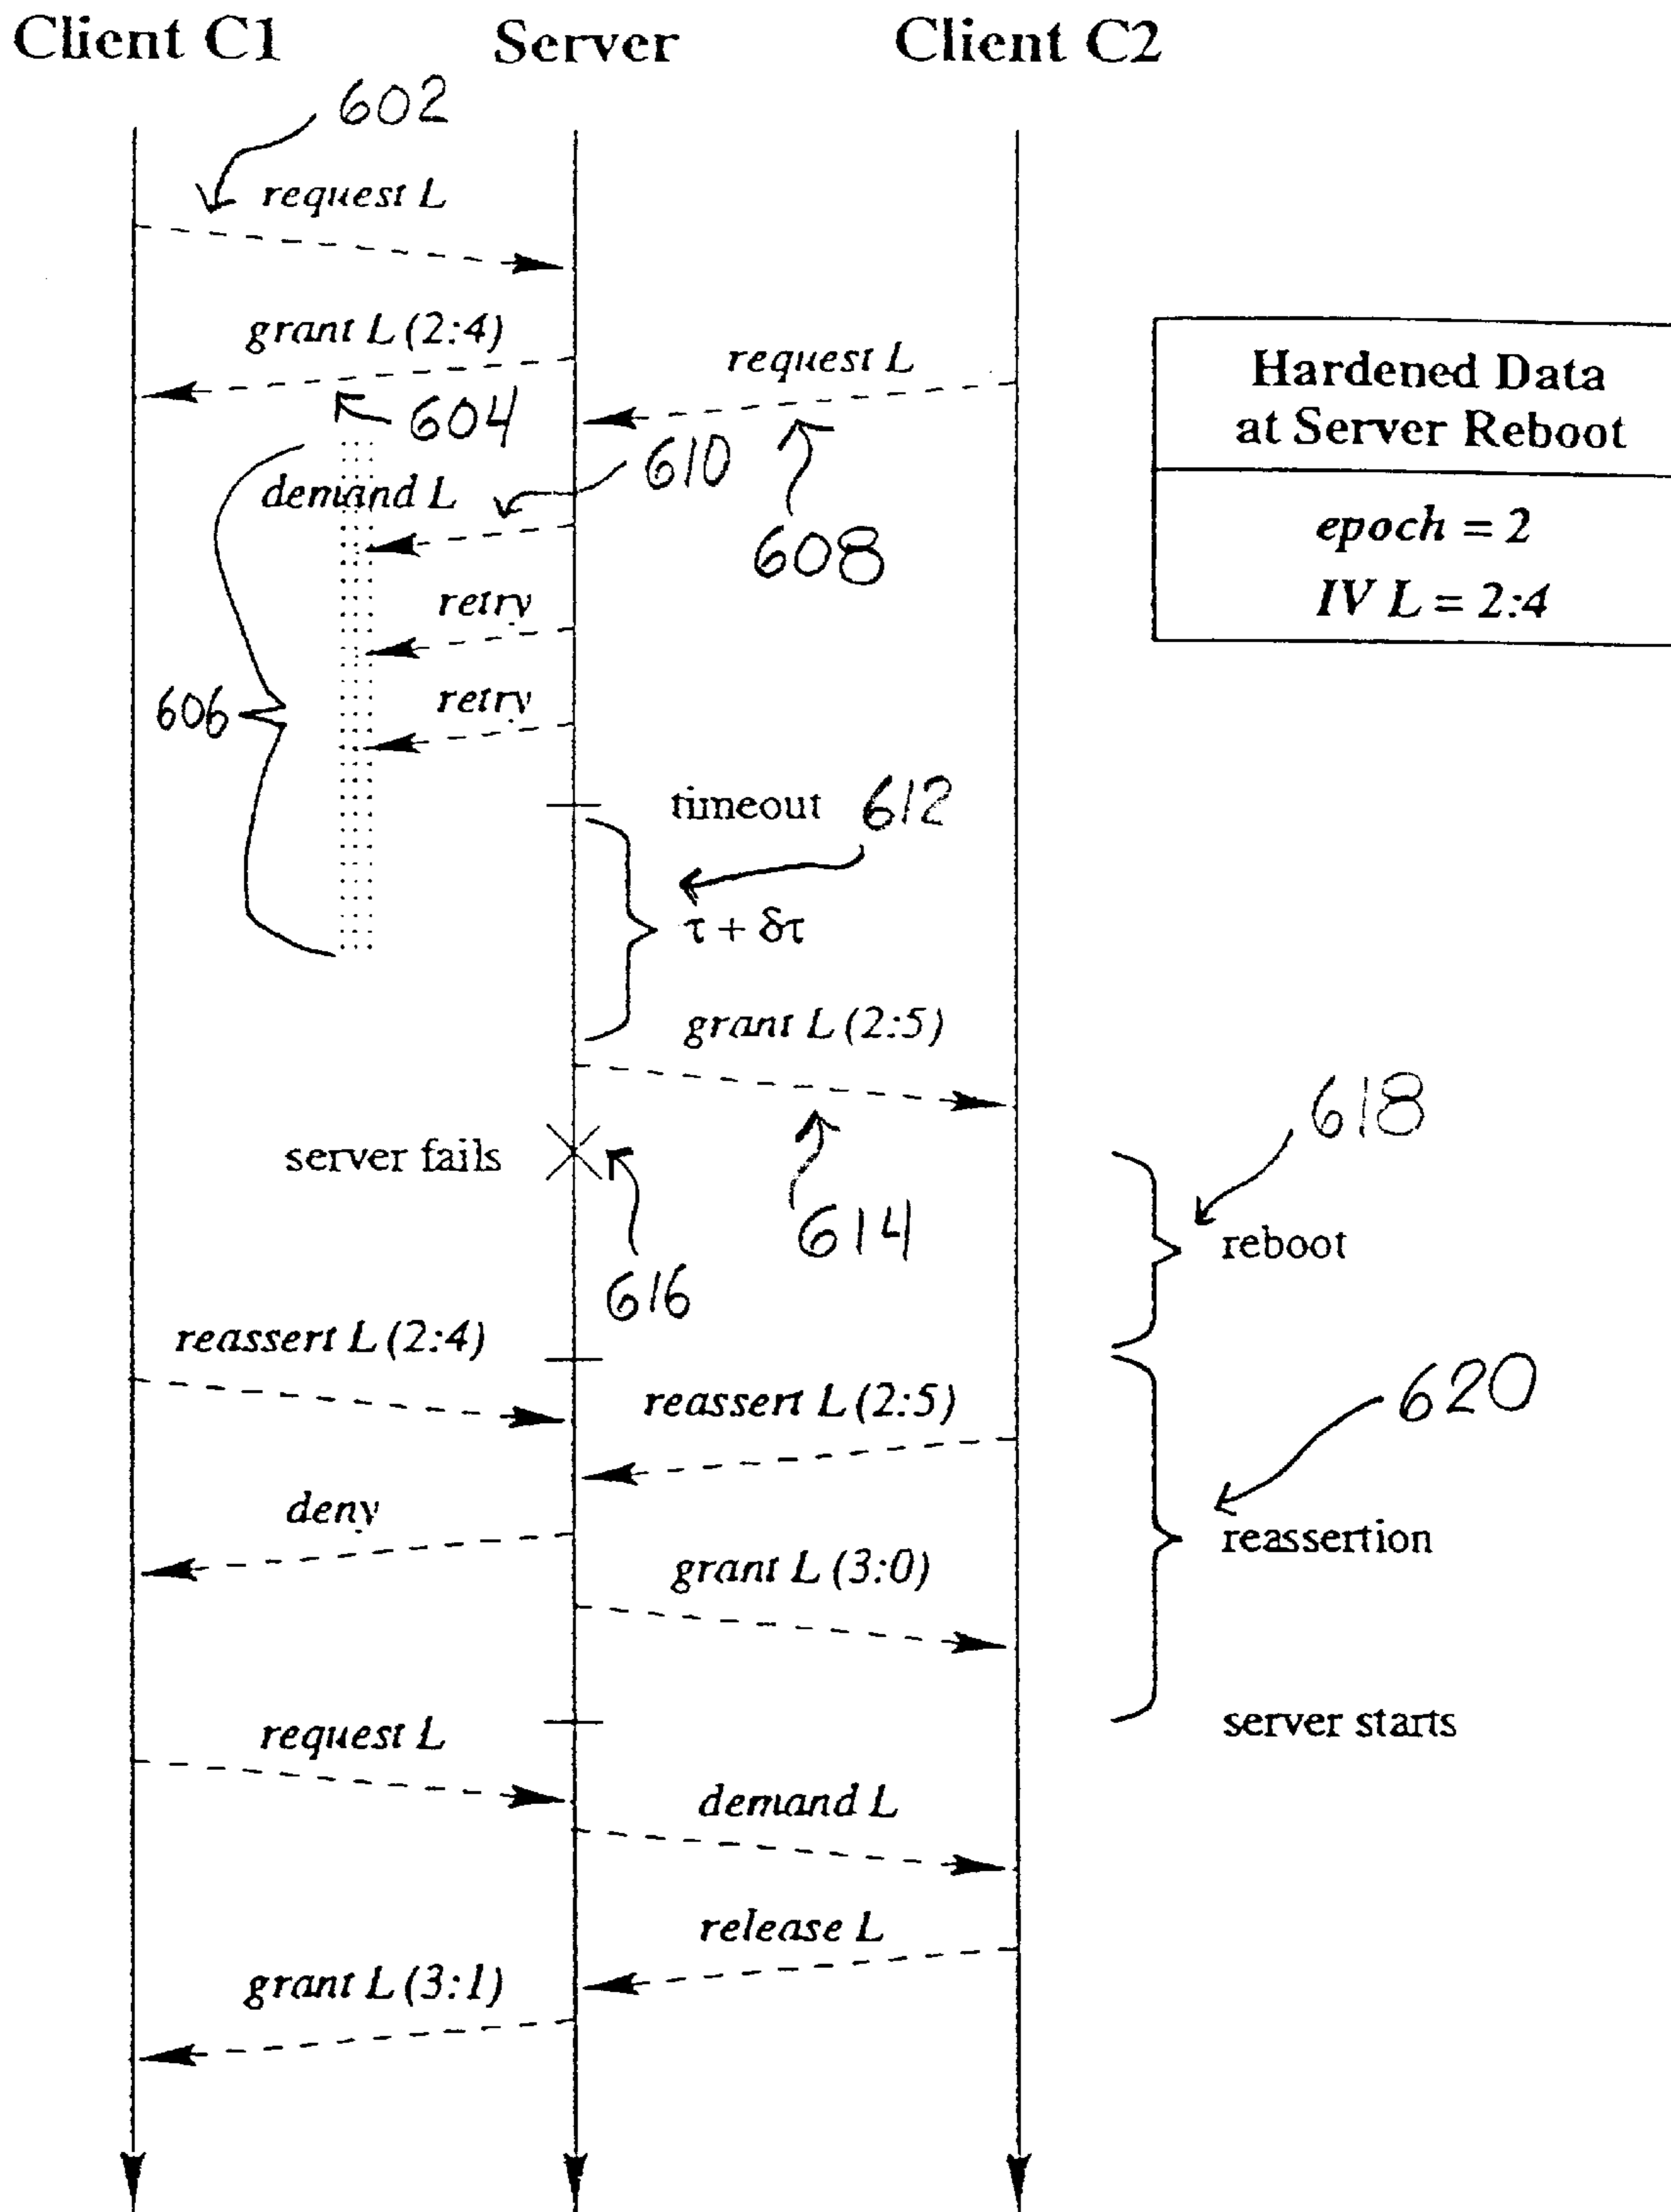 Client C1
Server
Client C2
602
request L
grant L (2:4)
request L
Hardened Data
at Server Reboot
epoch = 2
IV L = 2:4
604
610
demand L
608
retry
606
retry
timeout
612
τ + δτ
grant L (2:5)
618
server fails
614
reboot
616
reassert L (2:4)
reassert L (2:5)
620
deny
reassertion
grant L (3:0)
request L
server starts
demand L
release L
grant L (3:1)